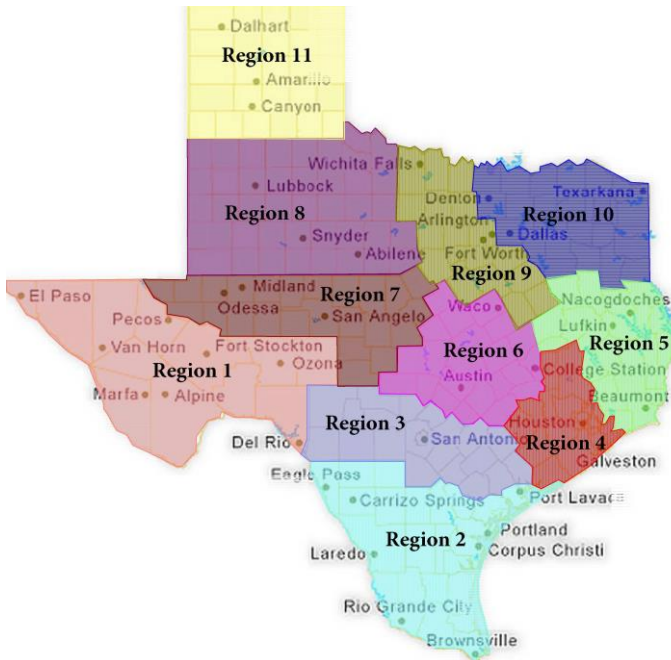 Dalhart
Region 11
Amarillo
Canyon
Wichita Falls
Lubbock
Denton
Texarkana
Region 8
Arlington
Region 10
Snyder
Dallas
Abilene
Fort Worth
Region 9
Midland
Region 7
El Paso
Odessa
Nacogdoches
Pecos
San Angelo
Waco
Lufkin
Region 5
Van Horn
Fort Stockton
Region 6
Ozona
Region 1
College Station
Marfa
Alpine
Austin
Beaumont
Region 3
Houston
Del Rio
San Antonio
Region 4
Galveston
Eagle Pass
Carrizo Springs
Port Lavaca
Region 2
Portland
Laredo
Corpus Christi
Rio Grande City
Brownsville